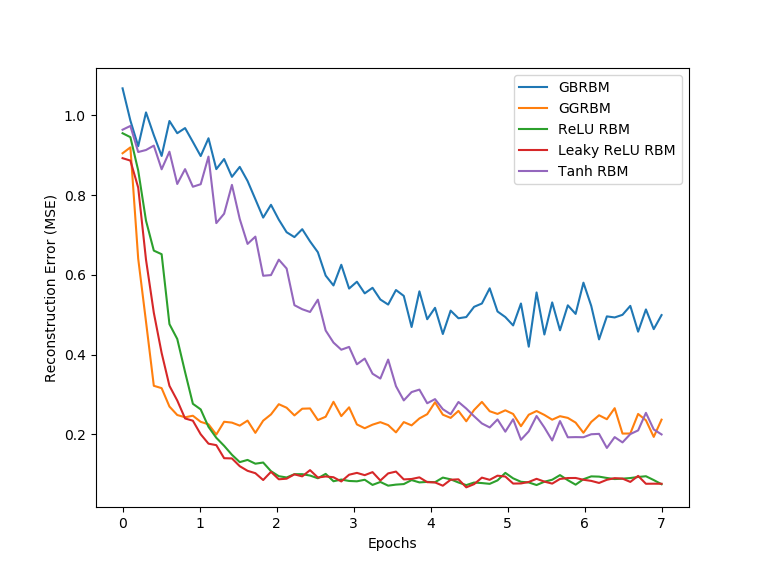 GBRBM
GGRBM
ReLU RBM
Leaky ReLU RBM
Tanh RBM
1.0
0.8
0.6
0.4
0.2
Reconstruction Error (MSE)
0 1 2 3 4 5 6 7
Epochs